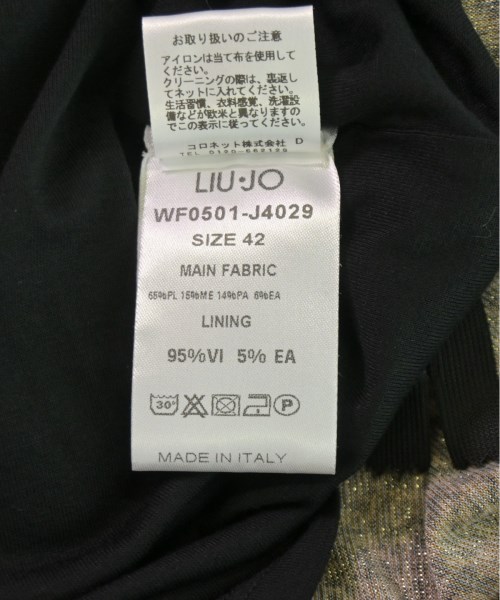 お取り扱いのご注意
アイロンは当て布を使用して
ください。
クリーニングの際は、裏返し
てネットに入れてください。
生活習慣、衣料感覚、洗濯設
備などが欧米と異なりますの
でこの表示に従ってください。
コロネット株式会社 D
TEL
LIU·JO
WF0501-J4029
SIZE 42
MAIN FABRIC
65%PL 15%ME 14%PA 6%EA
LINING
95%VI 5% EA
30° P
MADE IN ITALY